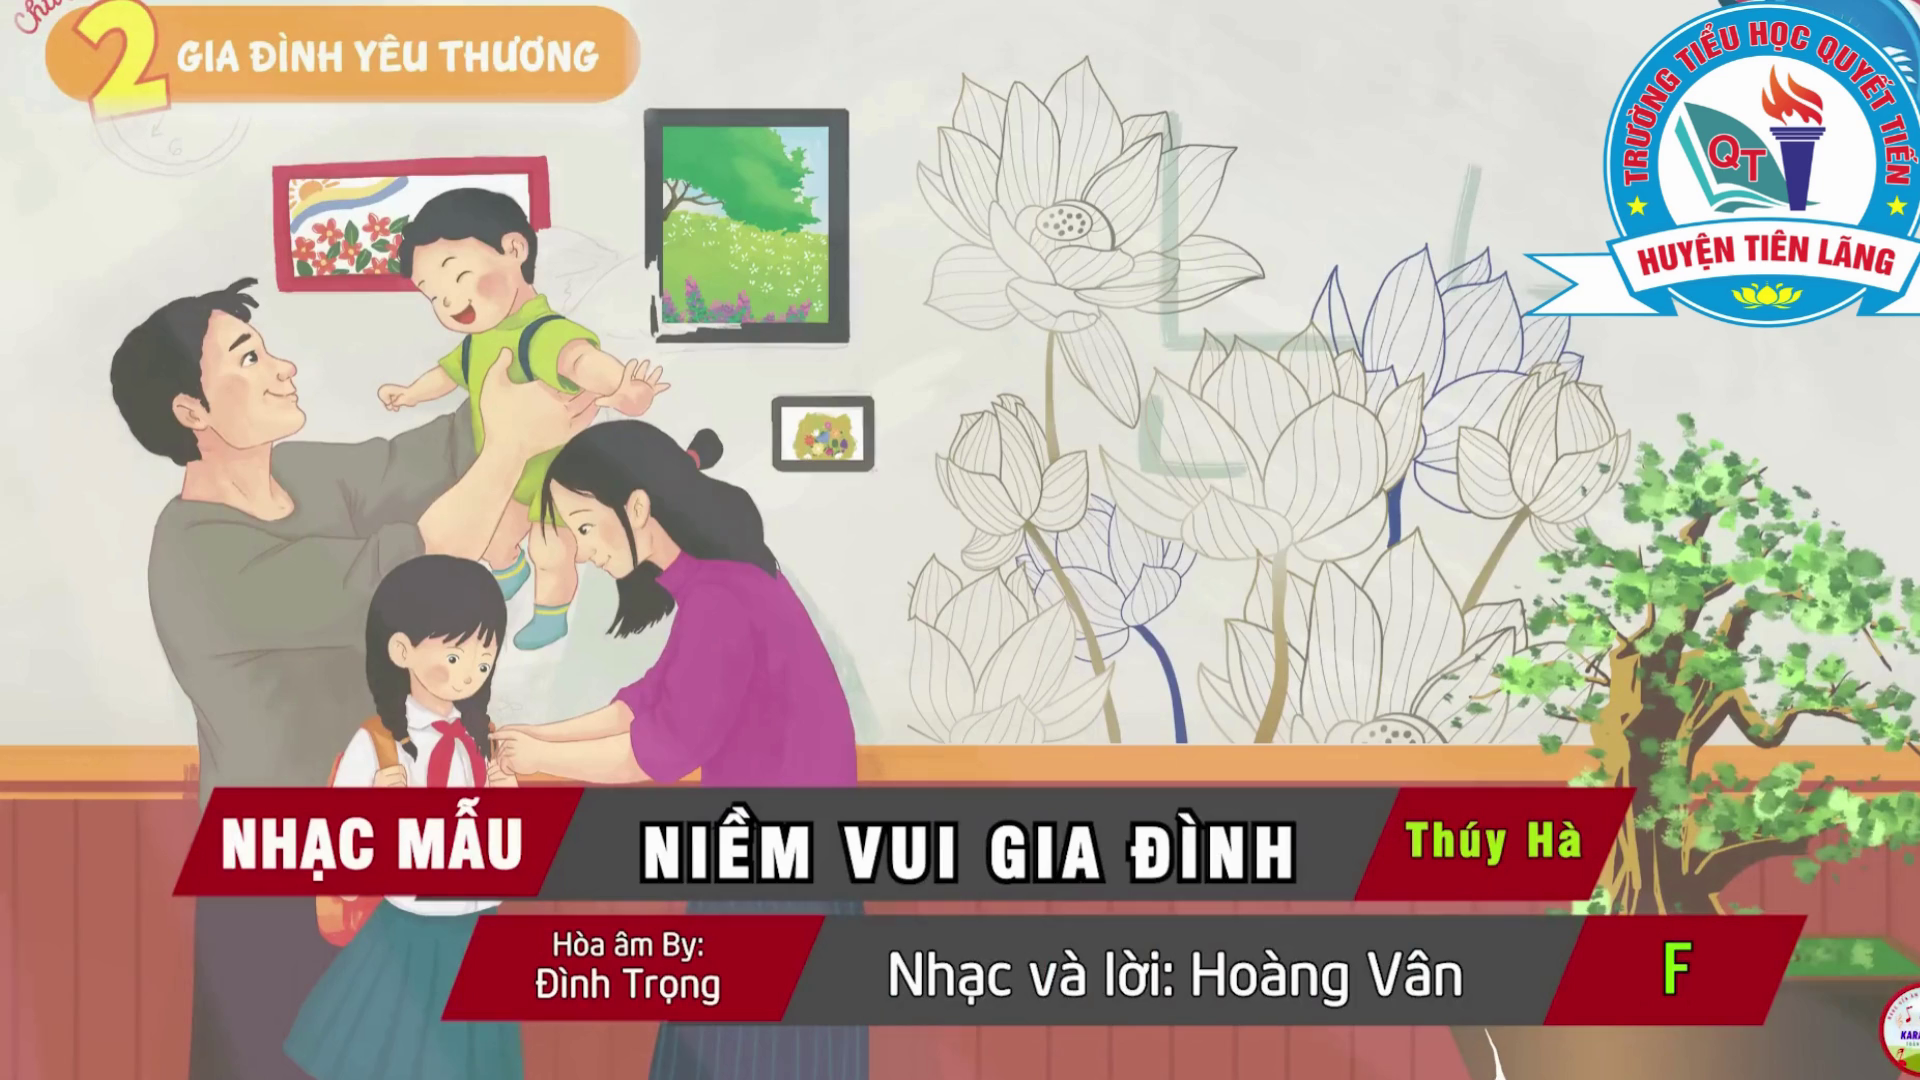 2
GIA ĐÌNH YÊU THƯƠNG
TRƯỜNG TIỂU HỌC QUYẾT TIẾN
QT
HUYỆN TIÊN LÃNG
NHẠC MẪU
NIỀM VUI GIA ĐÌNH
Thúy Hà
Hòa âm By:
Đình Trọng
Nhạc và lời: Hoàng Vân
F